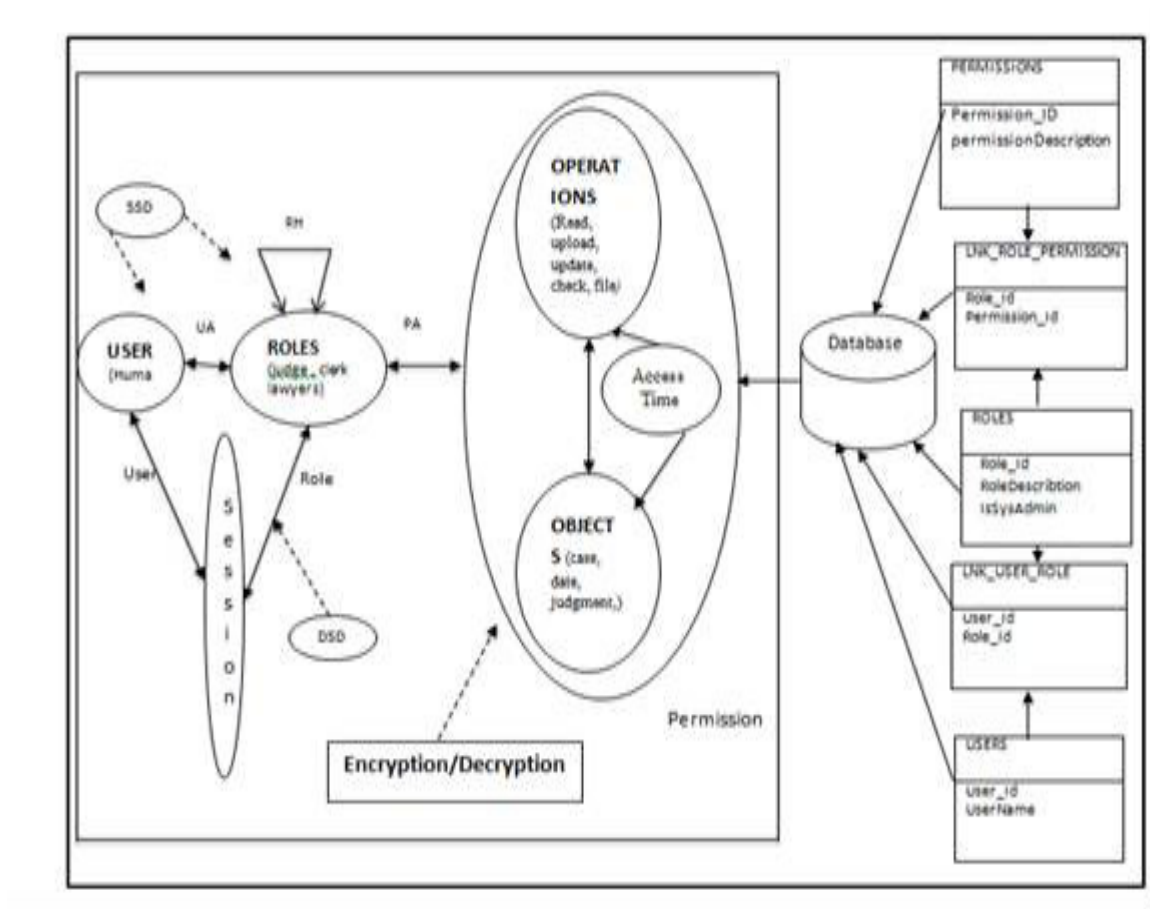 SSD
RH
UA
USER
(Huma
ROLES
(judge, clerk
lawyers)
PA
User
Role
S
e
s
s
i
o
n
DSD
OPERAT
IONS
(Read,
upload,
update,
check, file)
Access
Time
OBJECT
S (case,
date,
judgment,)
Permission
Encryption/Decryption
Database
PERMISSIONS
Permission_ID
permissionDescription
LNK_ROLE_PERMISSION
Role_id
Permission_id
ROLES
Role_id
RoleDescribtion
IsSysAdmin
LNK_USER_ROLE
User_id
Role_id
USERS
User_id
UserName